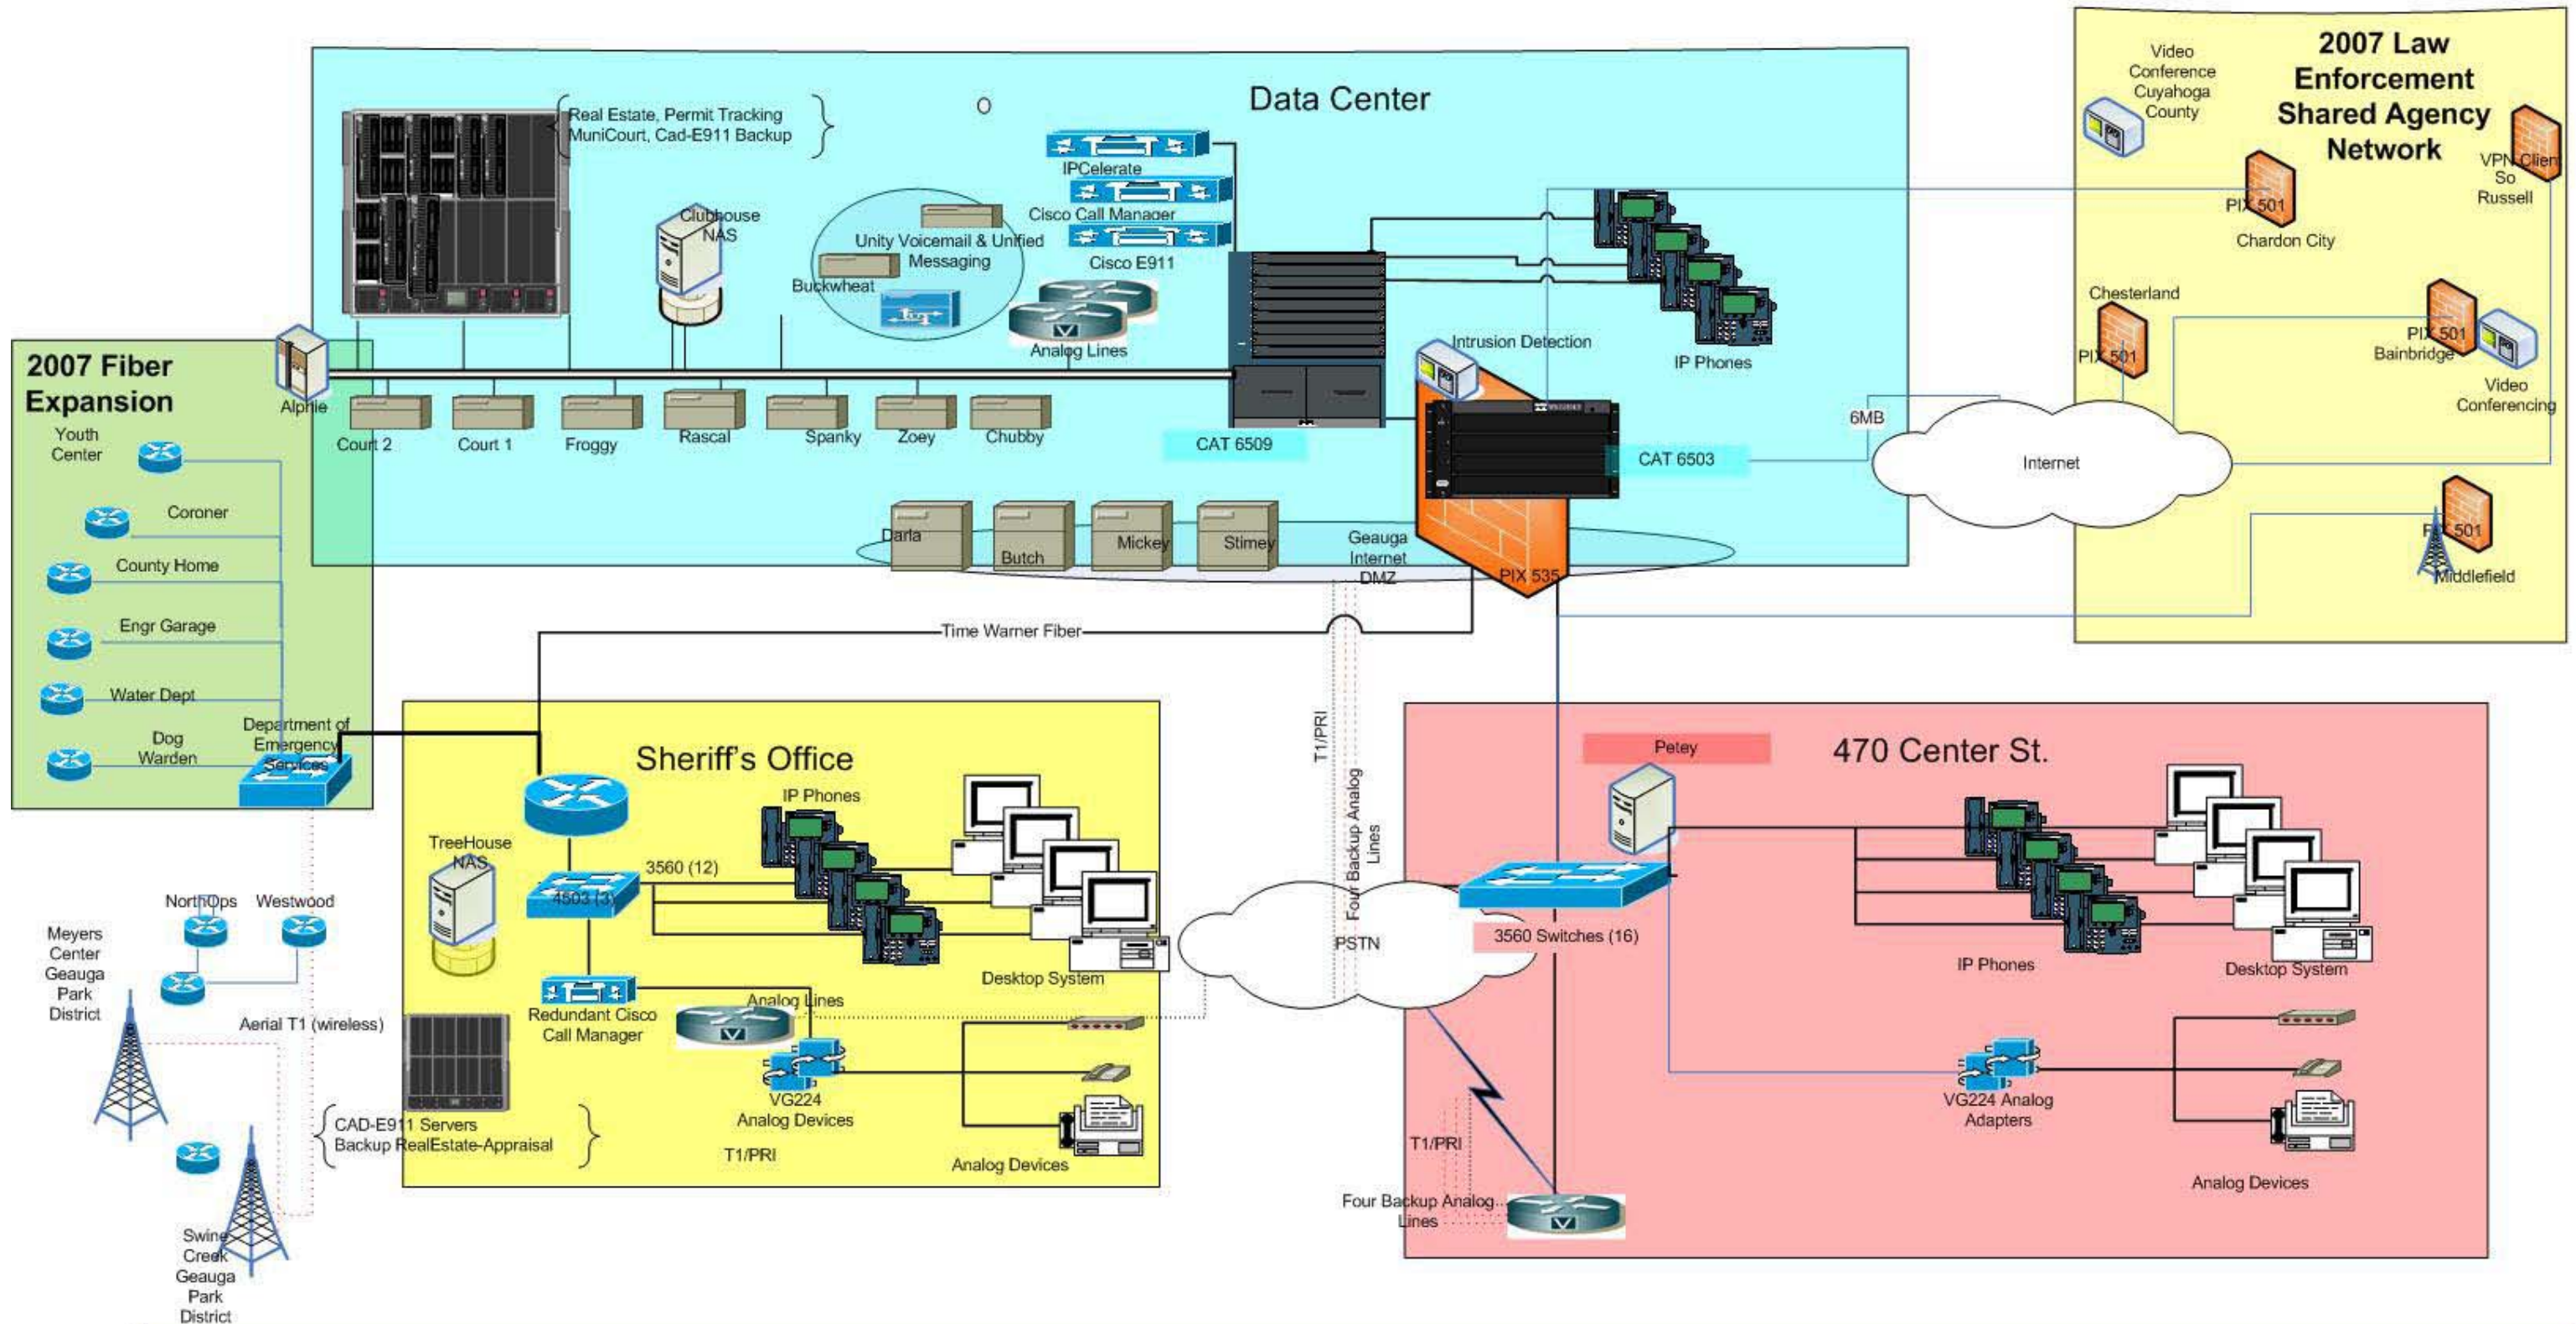 Data Center
Real Estate, Permit Tracking
MuniCourt, Cad-E911 Backup
Clubhouse
NAS
Unity Voicemail & Unified
Messaging
Buckwheat
IPCelerate
Cisco Call Manager
Cisco E911
Analog Lines
IP Phones
Intrusion Detection
Alphie
Court 2
Court 1
Froggy
Rascal
Spanky
Zoey
Chubby
CAT 6509
CAT 6503
Darla
Butch
Mickey
Stimey
Geauga
Internet
DMZ
PIX 535
6MB
Internet
2007 Law
Enforcement
Shared Agency
Network
Video
Conference
Cuyahoga
County
VPN Client
So
Russell
PIX 501
Chardon City
Chesterland
PIX 501
PIX 501
Bainbridge
Video
Conferencing
PIX 501
Middlefield
2007 Fiber
Expansion
Youth
Center
Coroner
County Home
Engr Garage
Water Dept
Dog
Warden
Department of
Emergency
Services
Time Warner Fiber
T1/PRI
Four Backup Analog
Lines
PSTN
Sheriff's Office
IP Phones
TreeHouse
NAS
3560 (12)
4503 (3)
Desktop System
Redundant Cisco
Call Manager
Analog Lines
VG224
Analog Devices
T1/PRI
Analog Devices
CAD-E911 Servers
Backup RealEstate-Appraisal
NorthOps
Westwood
Meyers
Center
Geauga
Park
District
Aerial T1 (wireless)
Swine
Creek
Geauga
Park
District
470 Center St.
Petey
3560 Switches (16)
IP Phones
Desktop System
VG224 Analog
Adapters
Analog Devices
T1/PRI
Four Backup Analog
Lines